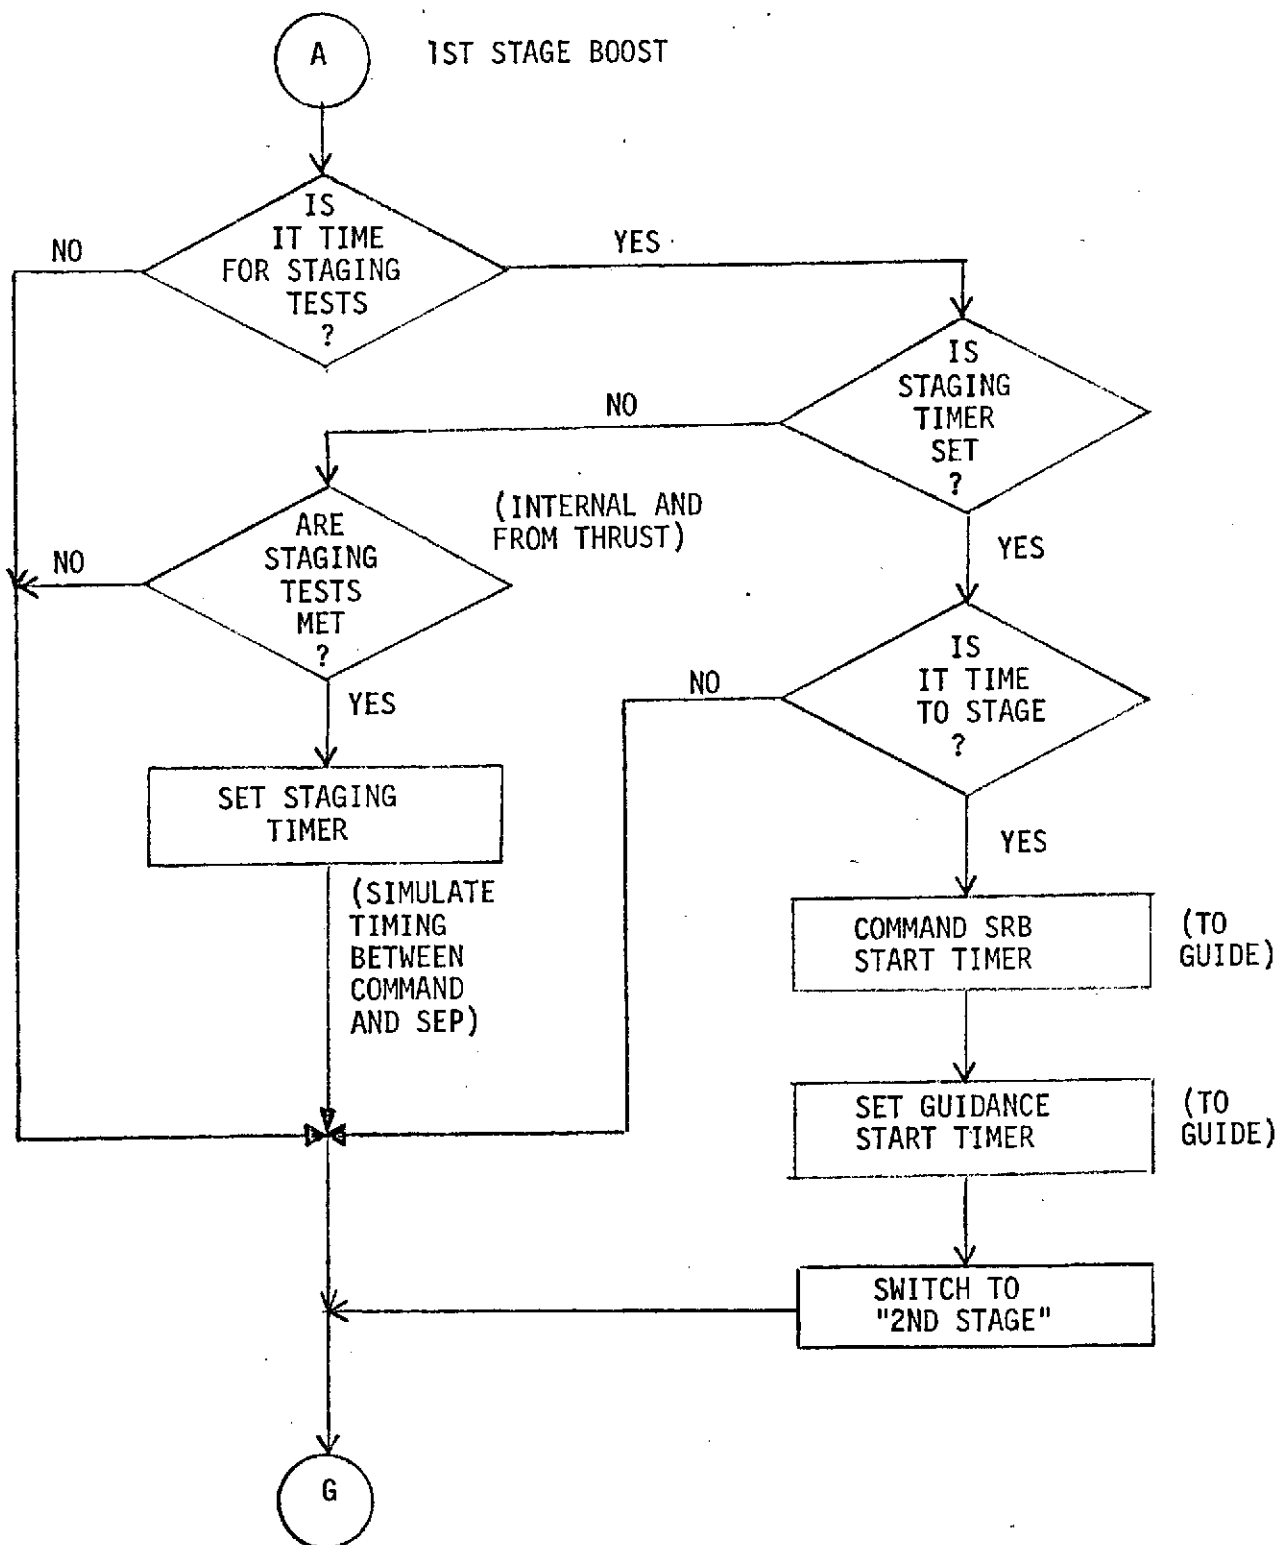 A
1ST STAGE BOOST
IS
IT TIME
FOR STAGING
TESTS
?
NO
YES
IS
STAGING
TIMER
SET
?
NO
YES
ARE
STAGING
TESTS
MET
?
(INTERNAL AND
FROM THRUST)
NO
YES
IS
IT TIME
TO STAGE
?
NO
YES
SET STAGING
TIMER
(SIMULATE
TIMING
BETWEEN
COMMAND
AND SEP)
COMMAND SRB
START TIMER
(TO
GUIDE)
SET GUIDANCE
START TIMER
(TO
GUIDE)
SWITCH TO
"2ND STAGE"
G